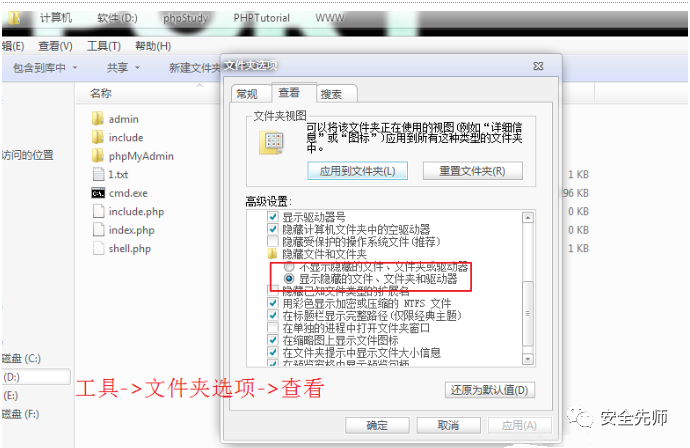 计算机 软件 (D:) phpStudy PHPTutorial WWW
辑(E) 查看(V) 工具(T) 帮助(H)
包含到库中 共享 新建文件夹
文件夹选项
常规 查看 搜索
名称
文件夹视图
可以将该文件夹正在使用的视图(例如“详细信
息”或“图标”)应用到所有这种类型的文件夹
中。
应用到文件夹(L) 重置文件夹(R)
高级设置:
显示驱动器号
隐藏计算机文件夹中的空驱动器
隐藏受保护的操作系统文件(推荐)
隐藏文件和文件夹
不显示隐藏的文件、文件夹或驱动器
显示隐藏的文件、文件夹和驱动器
隐藏已知文件类型的扩展名
用彩色显示加密或压缩的 NTFS 文件
在标题栏显示完整路径(仅限经典主题)
在单独的进程中打开文件夹窗口
在缩略图上显示文件图标
在文件夹提示中显示文件大小信息
在预览窗格中显示预览句柄
还原为默认值(D)
确定 取消 应用(A)
admin
include
phpMyAdmin
1.txt 1 KB
cmd.exe 96 KB
include.php 0 KB
index.php 0 KB
shell.php 1 KB
访问的位置
磁盘 (C:)
(D:)
(E:)
磁盘 (F:)
工具->文件夹选项->查看
安全先师